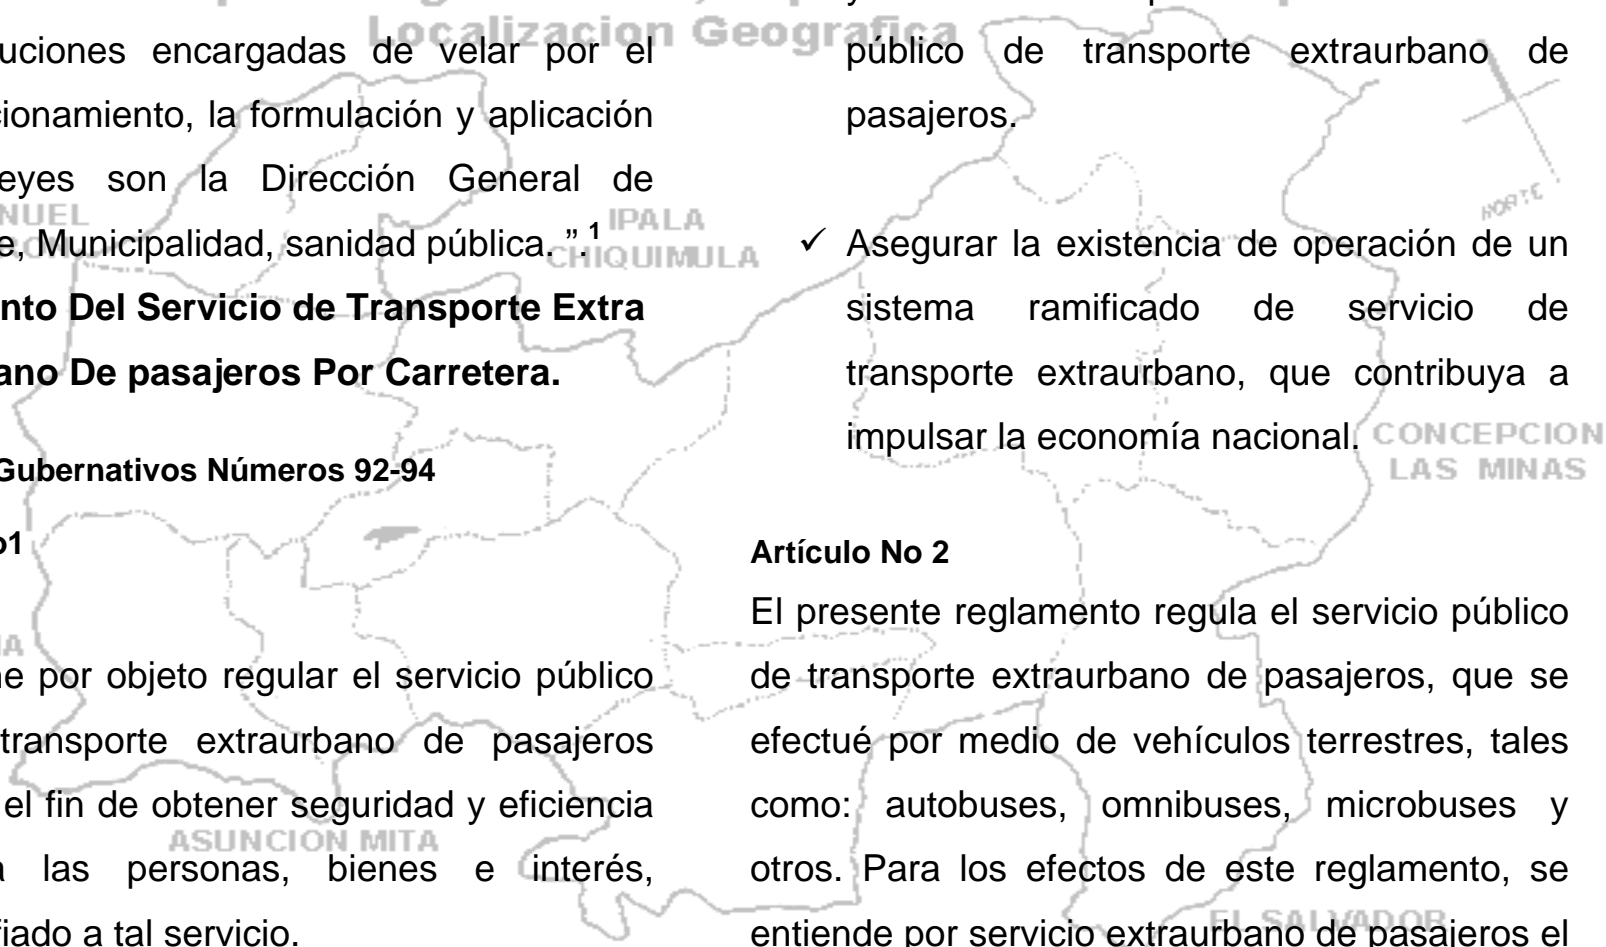 Localizacion Geografica
uciones encargadas de velar por el
cionamiento, la formulación y aplicación
eyes son la Dirección General de
e, Municipalidad, sanidad pública. ”.1
nto Del Servicio de Transporte Extra
ano De pasajeros Por Carretera.
Gubernativos Números 92-94
o1
ne por objeto regular el servicio público
transporte extraurbano de pasajeros
el fin de obtener seguridad y eficiencia
a las personas, bienes e interés,
fiado a tal servicio.
público de transporte extraurbano de
pasajeros.
✓ Asegurar la existencia de operación de un
sistema ramificado de servicio de
transporte extraurbano, que contribuya a
impulsar la economía nacional.
Artículo No 2
El presente reglamento regula el servicio público
de transporte extraurbano de pasajeros, que se
efectué por medio de vehículos terrestres, tales
como: autobuses, omnibuses, microbuses y
otros. Para los efectos de este reglamento, se
entiende por servicio extraurbano de pasajeros el
NUEL
IPALA
CHIQUIMULA
NORTE
CONCEPCION
LAS MINAS
IA
ASUNCION MITA
EL SALVADOR